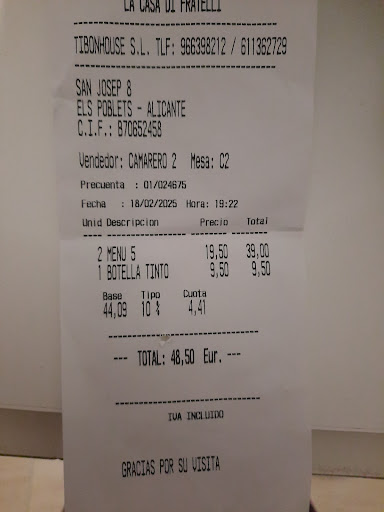 LA CASA DI FRATELLI
TIBONHOUSE S.L. TLF: 966398212 / 611362729
SAN JOSEP 8
ELS POBLETS - ALICANTE
C.I.F.: B70652458
Vendedor: CAMARERO 2 Mesa: C2
Precuenta : 01/024675
Fecha : 18/02/2025 Hora: 19:22
Unid Descripcion Precio Total
2 MENU 5 19,50 39,00
1 BOTELLA TINTO 9,50 9,50
Base Tipo Cuota
44,09 10 % 4,41
--- TOTAL: 48,50 Eur. ---
IVA INCLUIDO
GRACIAS POR SU VISITA